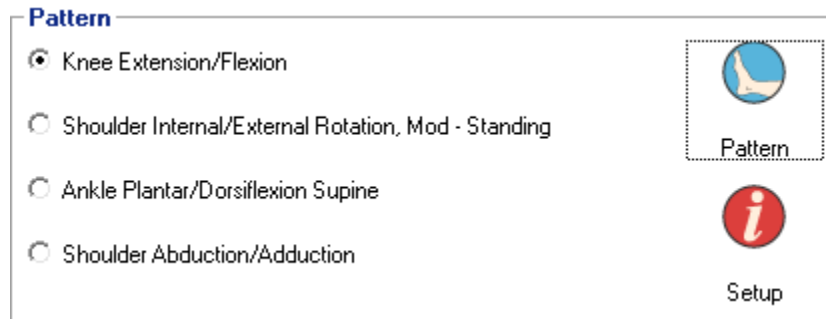 Pattern
Knee Extension/Flexion
Shoulder Internal/External Rotation, Mod - Standing
Pattern
Ankle Plantar/Dorsiflexion Supine
Shoulder Abduction/Adduction
i
Setup